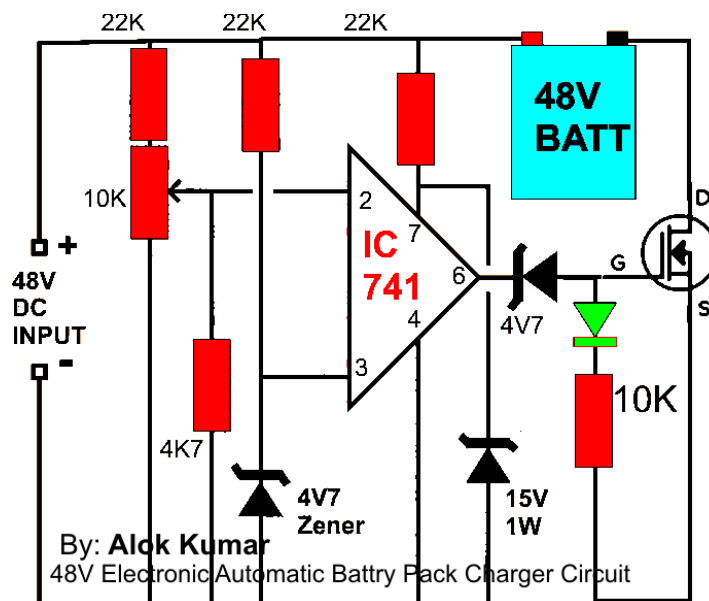 22K 22K 22K
48V
BATT
10K
2
7
IC
741
6
4
3
+
48V
DC
INPUT
-
D
G
S
4V7
10K
4K7
4V7
Zener
15V
1W
By: Alok Kumar
48V Electronic Automatic Battry Pack Charger Circuit